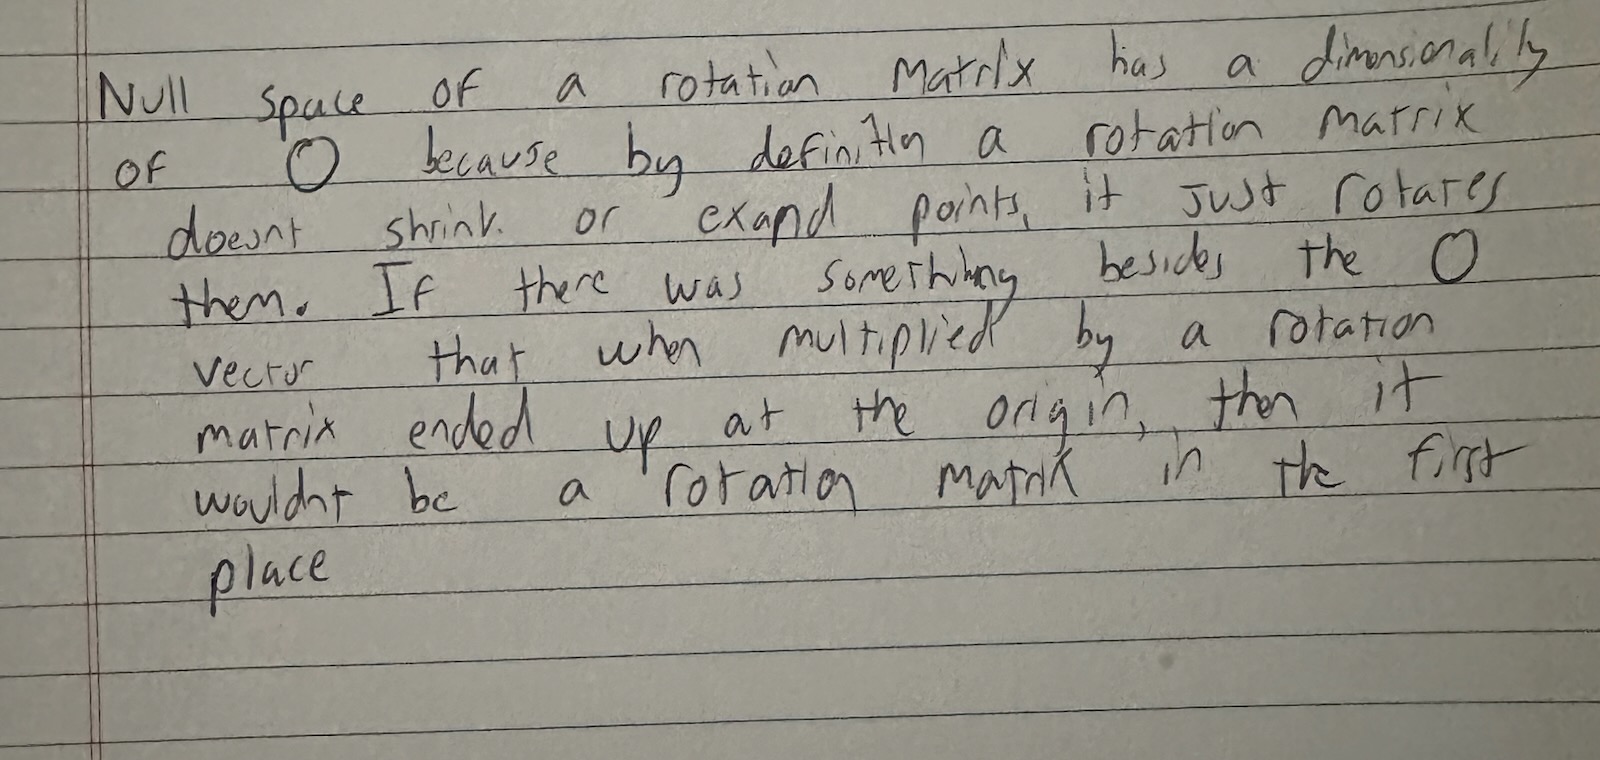 Null space of a rotation matrix has a dimensionality
of 0 because by definition a rotation matrix
doesnt shrink or exand points, it just rotates
them. If there was something besides the 0
vector that when multiplied by a rotation
matrix ended up at the origin, then it
wouldnt be a rotation matrix in the first
place